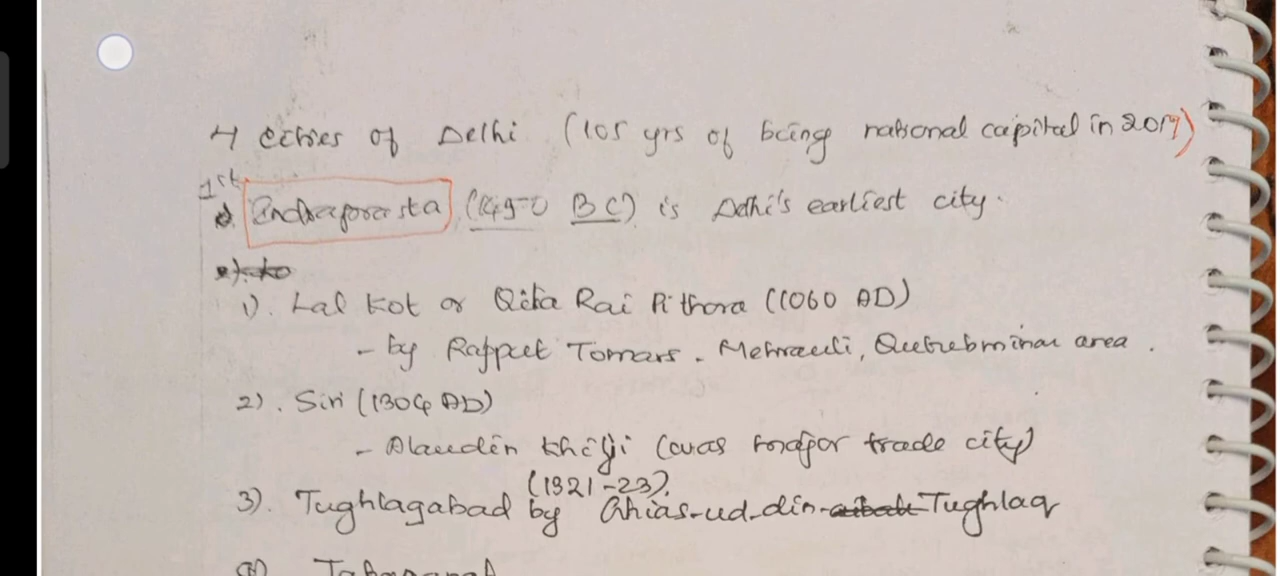 4 cities of Delhi (105 yrs of being national capital in 2017)
1st
Indraprasta (1450 BC) is Delhi's earliest city.
1). Lal Kot or Qila Rai Pithora (1060 AD)
- by Rajput Tomars. Mehrauli, Qutubminar area.
2). Siri (1304 AD)
- Alaudin Khilji (was major trade city)
(1321-23).
3). Tughlaqabad by Ghias-ud-din- Tughlaq